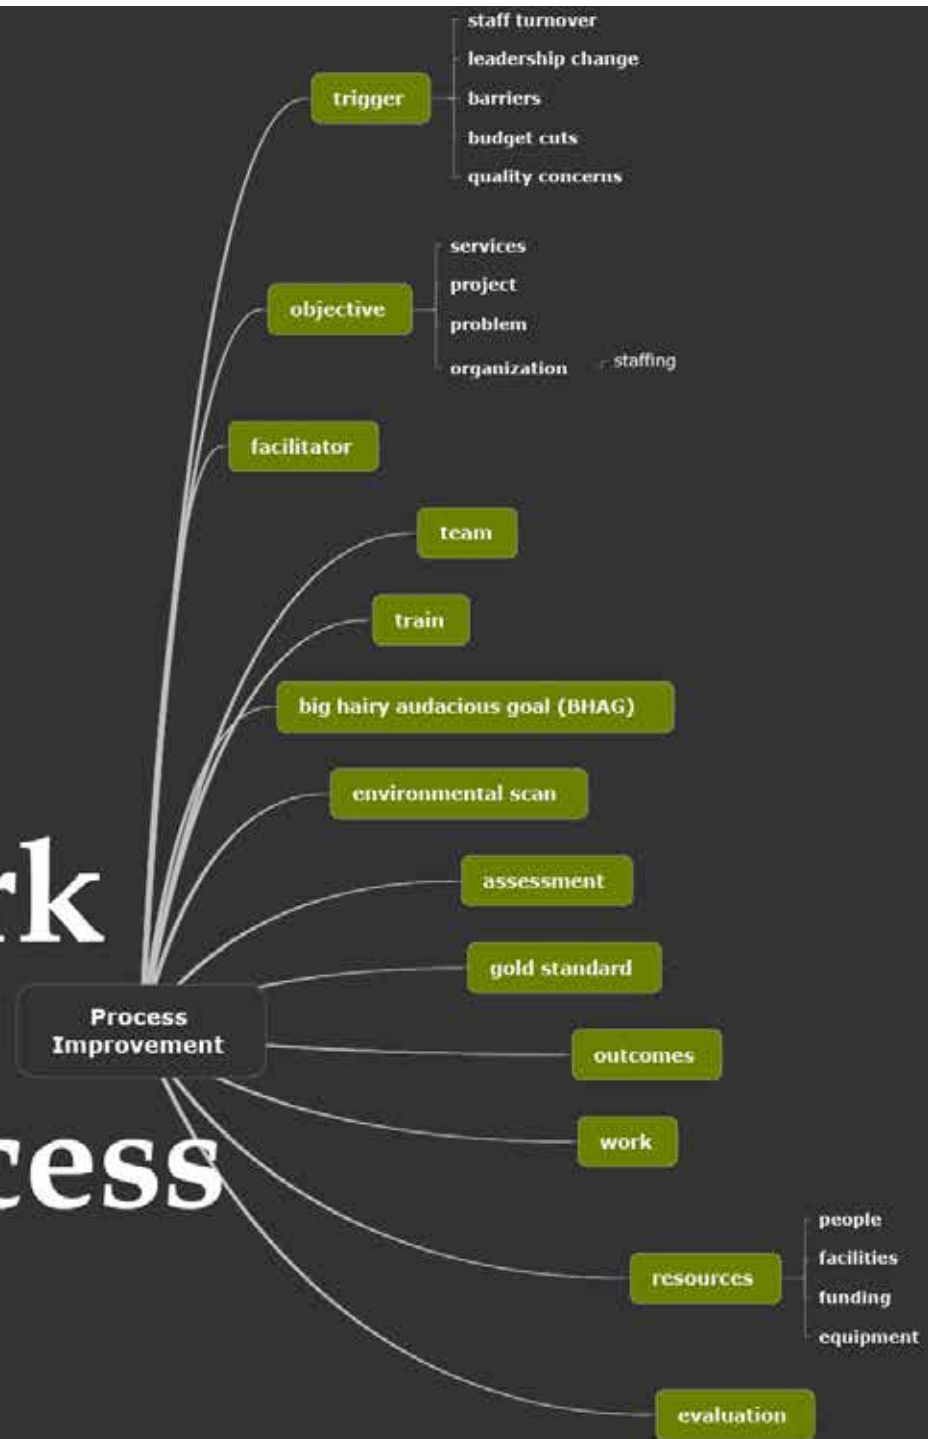 staff turnover
leadership change
trigger
barriers
budget cuts
quality concerns
services
project
objective
problem
organization
staffing
facilitator
team
train
big hairy audacious goal (BHAG)
environmental scan
assessment
rk
gold standard
Process
Improvement
outcomes
work
cess
people
facilities
resources
funding
equipment
evaluation